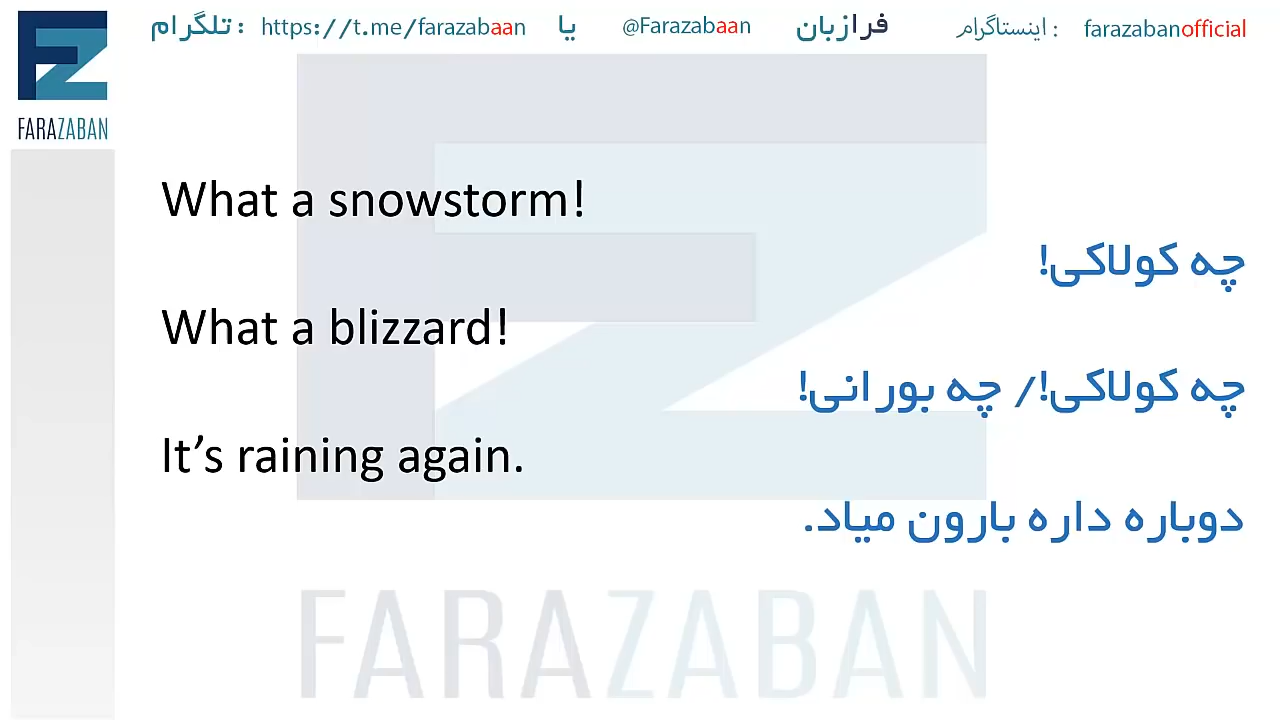 تلگرام : https://t.me/farazabaan یا @Farazabaan فرازبان اینستاگرام : farazabanofficial
FARAZABAN
What a snowstorm!
چه کولاکی!
What a blizzard!
چه کولاکی!/ چه بورانی!
It’s raining again.
دوباره داره بارون میاد.
FARAZABAN